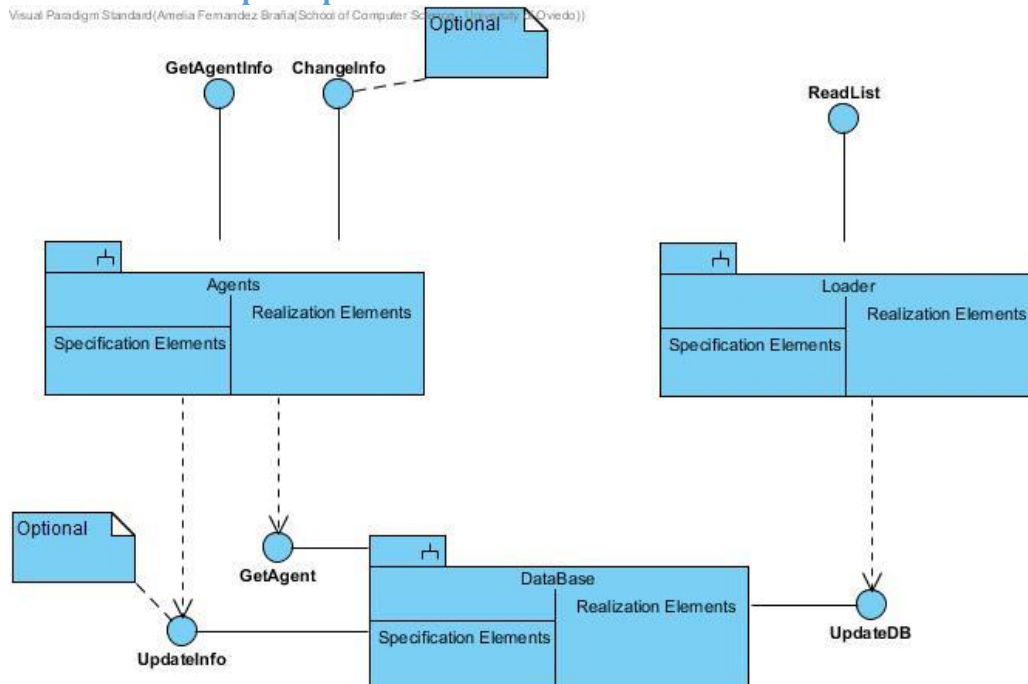 Visual Paradigm Standard(Amelia Fernandez Braña(School of Computer Science University of Oviedo))
Optional
GetAgentInfo
ChangeInfo
ReadList
Agents
Realization Elements
Specification Elements
Loader
Realization Elements
Specification Elements
Optional
GetAgent
UpdateInfo
DataBase
Realization Elements
Specification Elements
UpdateDB